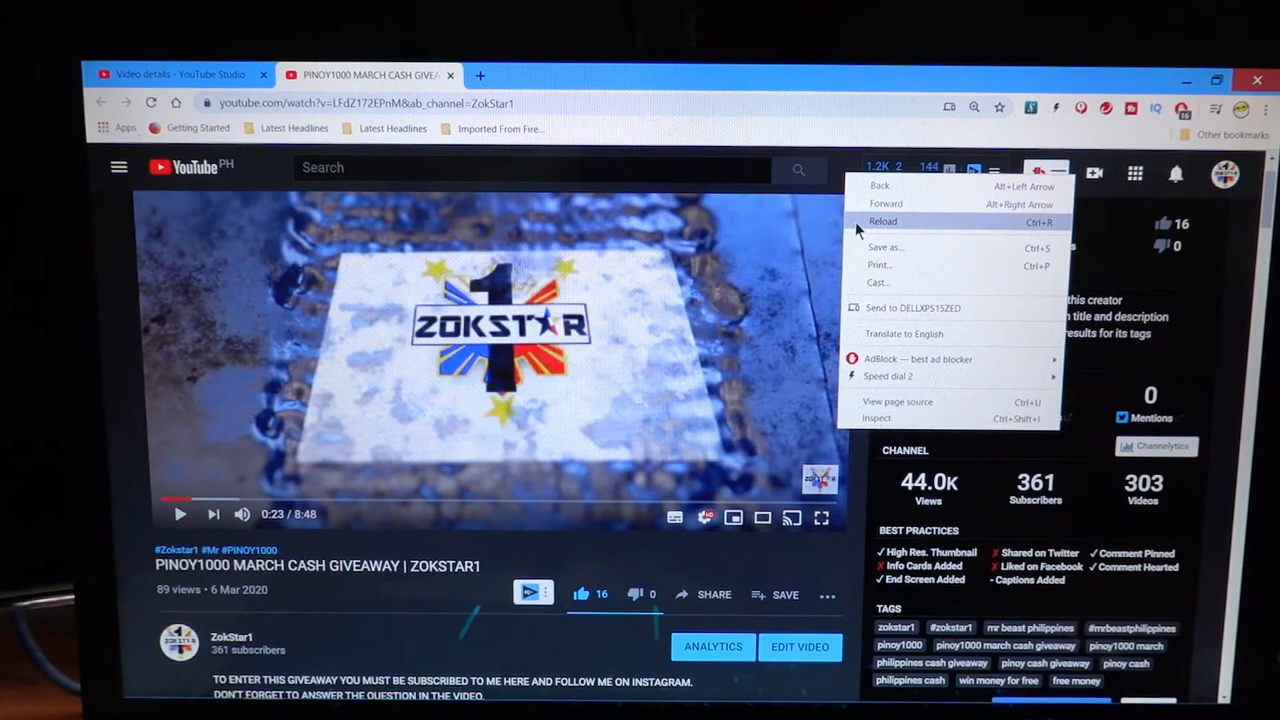 Video details - YouTube Studio
PINOY1000 MARCH CASH GIVEA
youtube.com/watch?v=LFdZ172EPnM&ab_channel=ZokStar1
IQ
16
Apps
Getting Started
Latest Headlines
Latest Headlines
Imported From Fire...
Other bookmarks
YouTube PH
Search
1.2K 2 144
Back Alt+Left Arrow
Forward Alt+Right Arrow
Reload Ctrl+R
Save as... Ctrl+S
Print... Ctrl+P
Cast...
Send to DELLXPS15ZED
Translate to English
AdBlock — best ad blocker
Speed dial 2
View page source Ctrl+U
Inspect Ctrl+Shift+I
16
0
this creator
title and description
results for its tags
0
Mentions
1
ZOKSTAR
0:23 / 8:48
HD
#Zokstar1 #Mr #PINOY1000
PINOY1000 MARCH CASH GIVEAWAY | ZOKSTAR1
89 views • 6 Mar 2020
16
0
SHARE
SAVE
ZokStar1
361 subscribers
ANALYTICS
EDIT VIDEO
TO ENTER THIS GIVEAWAY YOU MUST BE SUBSCRIBED TO ME HERE AND FOLLOW ME ON INSTAGRAM.
DON'T FORGET TO ANSWER THE QUESTION IN THE VIDEO.
CHANNEL
Channelytics
44.0K 361 303
Views Subscribers Videos
BEST PRACTICES
✓ High Res. Thumbnail ✗ Shared on Twitter ✓ Comment Pinned
✗ Info Cards Added ✗ Liked on Facebook ✓ Comment Hearted
✓ End Screen Added - Captions Added
TAGS
zokstar1 #zokstar1 mr beast philippines #mrbeastphilippines
pinoy1000 pinoy1000 march cash giveaway pinoy1000 march
philippines cash giveaway pinoy cash giveaway pinoy cash
philippines cash win money for free free money